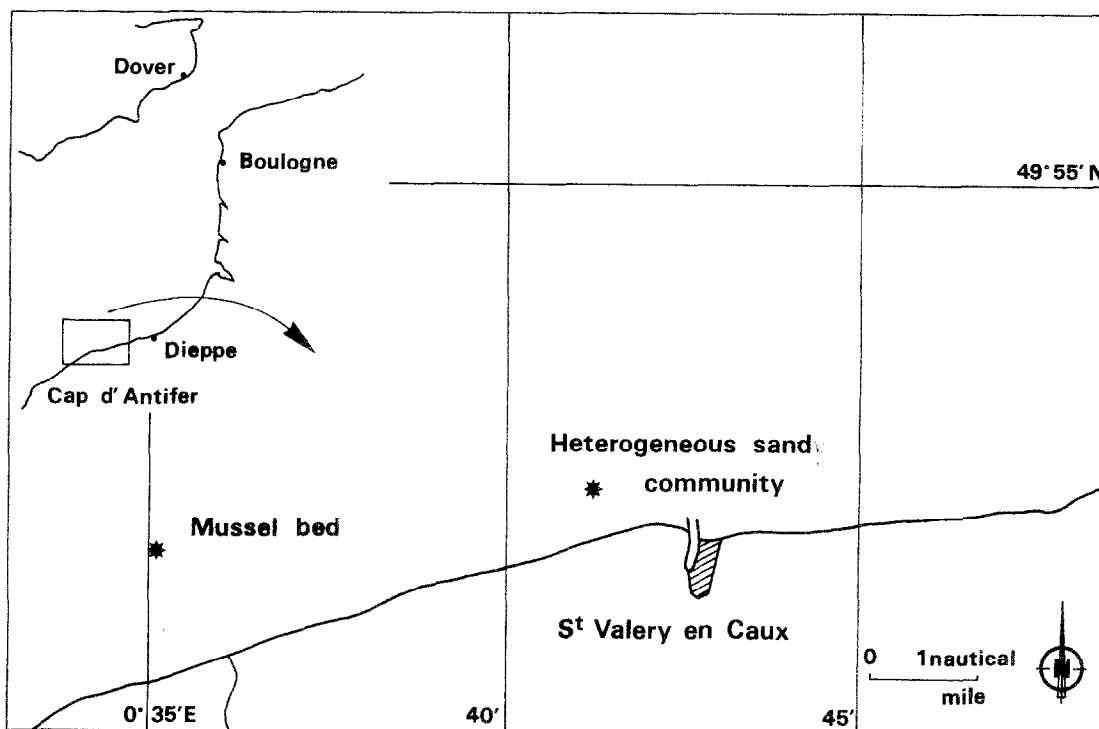 Dover
Boulogne
49°55' N
Dieppe
Cap d'Antifer
Heterogeneous sand
community
Mussel bed
Sᵗ Valery en Caux
0 1nautical
mile
N
0°35'E
40'
45'